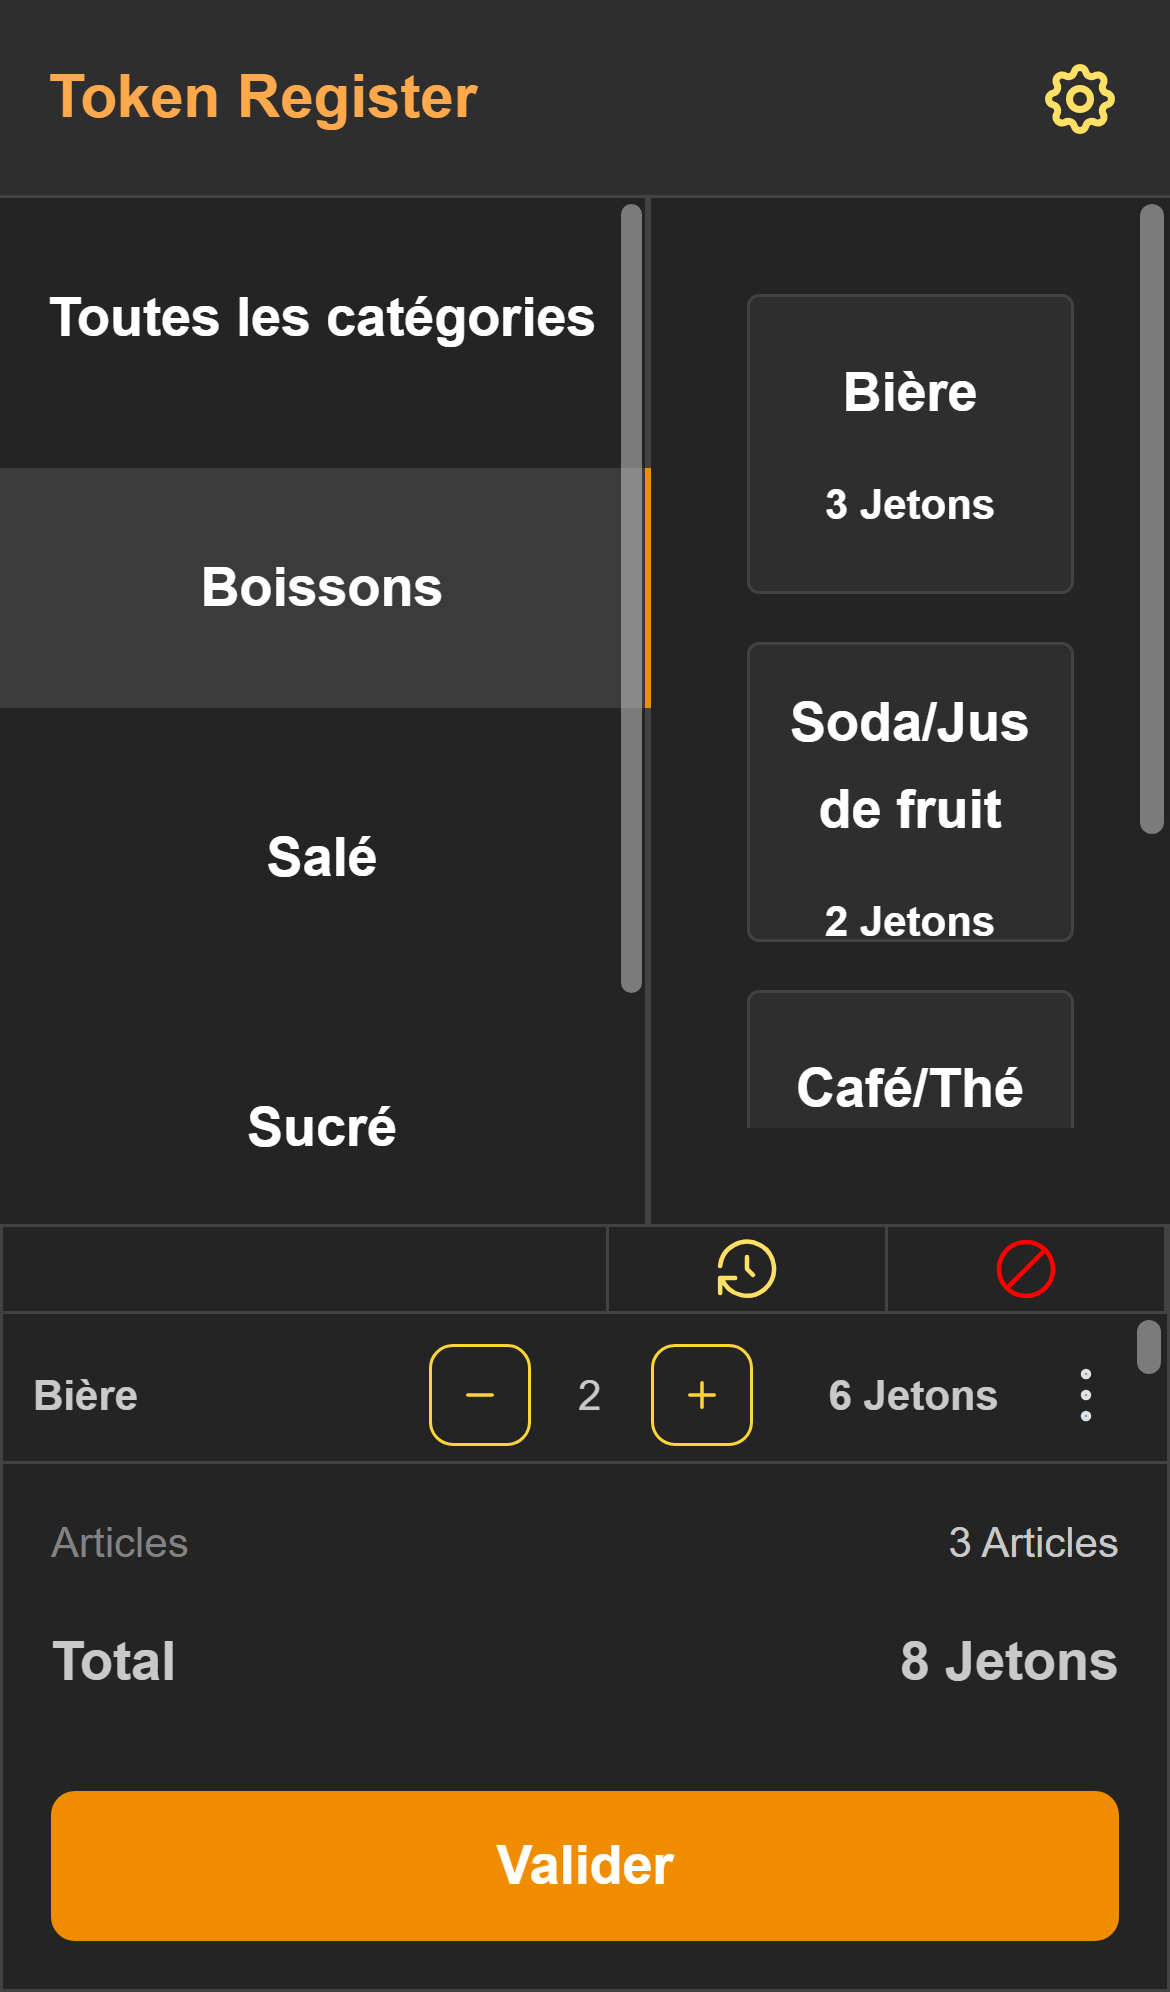 Token Register
Toutes les catégories
Boissons
Salé
Sucré
Bière
3 Jetons
Soda/Jus
de fruit
2 Jetons
Café/Thé
Bière
2
6 Jetons
Articles
3 Articles
Total
8 Jetons
Valider